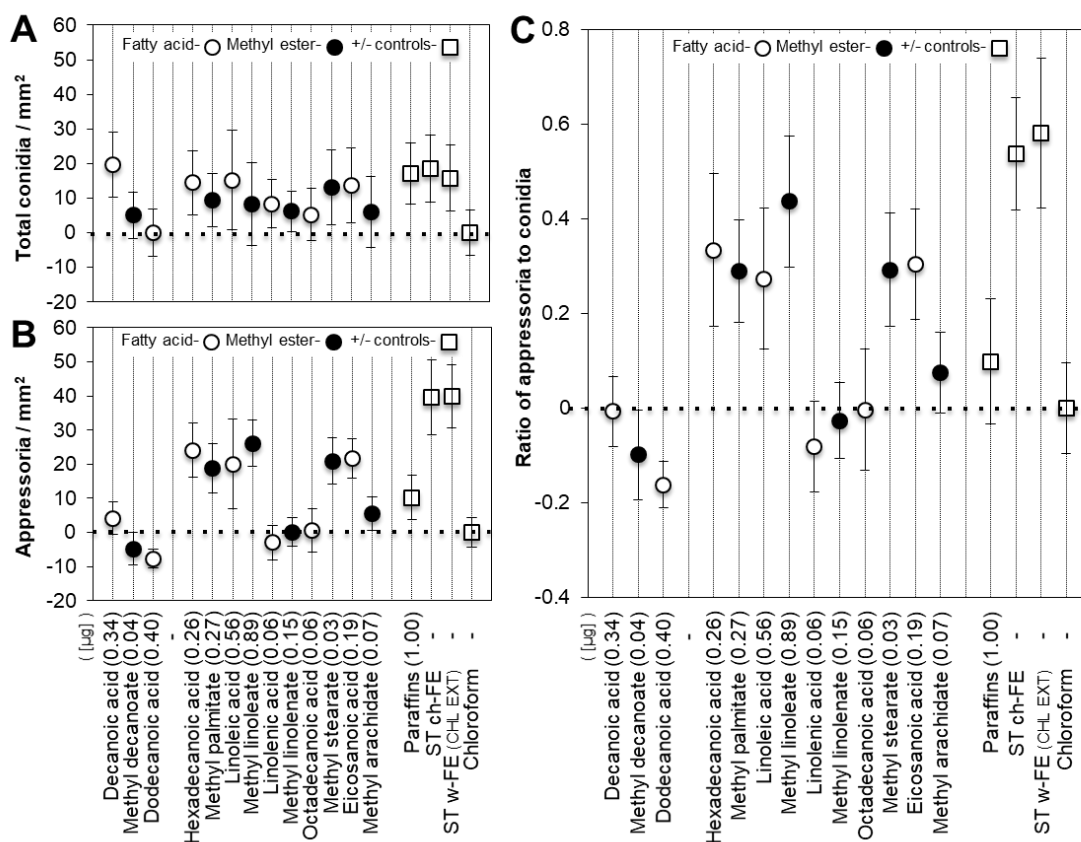 A
Total conidia / mm²
60
50
40
30
20
10
0
-10
-20
Fatty acid- Methyl ester- +/- controls-
B
Appressoria / mm²
60
50
40
30
20
10
0
-10
-20
Fatty acid- Methyl ester- +/- controls-
( [µg]
Decanoic acid (0.34)
Methyl decanoate (0.04)
Dodecanoic acid (0.40)
-
Hexadecanoic acid (0.26)
Methyl palmitate (0.27)
Linoleic acid (0.56)
Methyl linoleate (0.89)
Linolenic acid (0.06)
Methyl linolenate (0.15)
Octadecanoic acid (0.06)
Methyl stearate (0.03)
Eicosanoic acid (0.19)
Methyl arachidate (0.07)
Paraffins (1.00)
ST ch-FE -
ST w-FE (CHL EXT) -
Chloroform -
C
Ratio of appressoria to conidia
0.8
0.6
0.4
0.2
0
-0.2
-0.4
Fatty acid- Methyl ester- +/- controls-
( [µg]
Decanoic acid (0.34)
Methyl decanoate (0.04)
Dodecanoic acid (0.40)
-
Hexadecanoic acid (0.26)
Methyl palmitate (0.27)
Linoleic acid (0.56)
Methyl linoleate (0.89)
Linolenic acid (0.06)
Methyl linolenate (0.15)
Octadecanoic acid (0.06)
Methyl stearate (0.03)
Eicosanoic acid (0.19)
Methyl arachidate (0.07)
Paraffins (1.00)
ST ch-FE -
ST w-FE (CHL EXT) -
Chloroform -